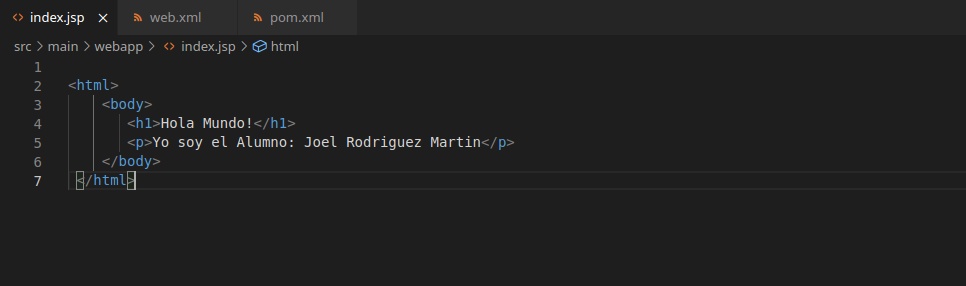 index.jsp web.xml pom.xml
src > main > webapp > index.jsp > html
1
2 <html>
3 <body>
4 <h1>Hola Mundo!</h1>
5 <p>Yo soy el Alumno: Joel Rodriguez Martin</p>
6 </body>
7 </html>